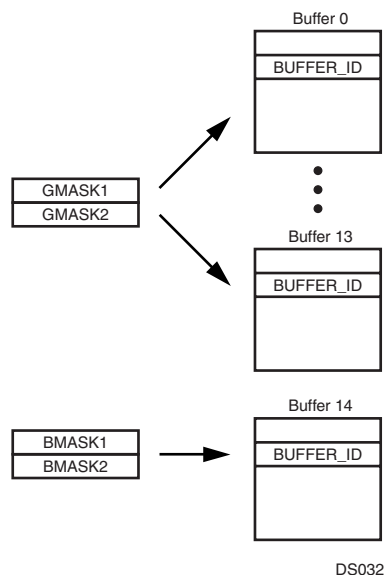 Buffer 0
BUFFER_ID
GMASK1
GMASK2
Buffer 13
BUFFER_ID
Buffer 14
BMASK1
BMASK2
BUFFER_ID
DS032